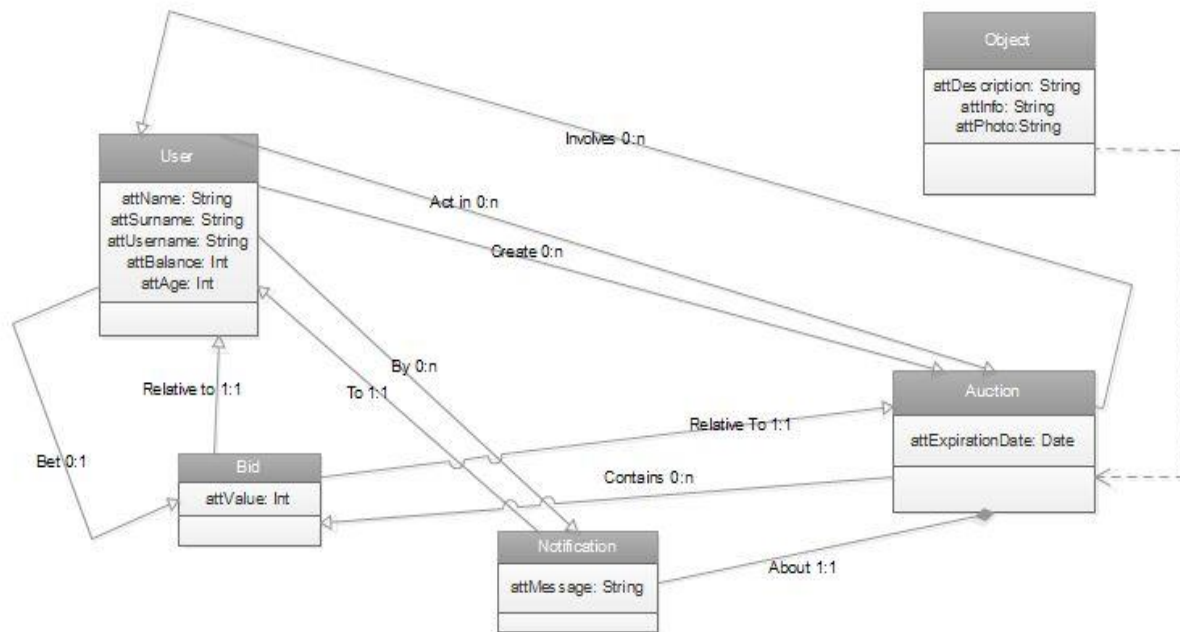 Object
attDescription: String
attInfo: String
attPhoto:String
Involves 0:n
User
attName: String
attSurname: String
attUsername: String
attBalance: Int
attAge: Int
Act in 0:n
Create 0:n
By 0:n
To 1:1
Relative to 1:1
Auction
attExpirationDate: Date
Relative To 1:1
Bet 0:1
Bid
attValue: Int
Contains 0:n
Notification
attMessage: String
About 1:1